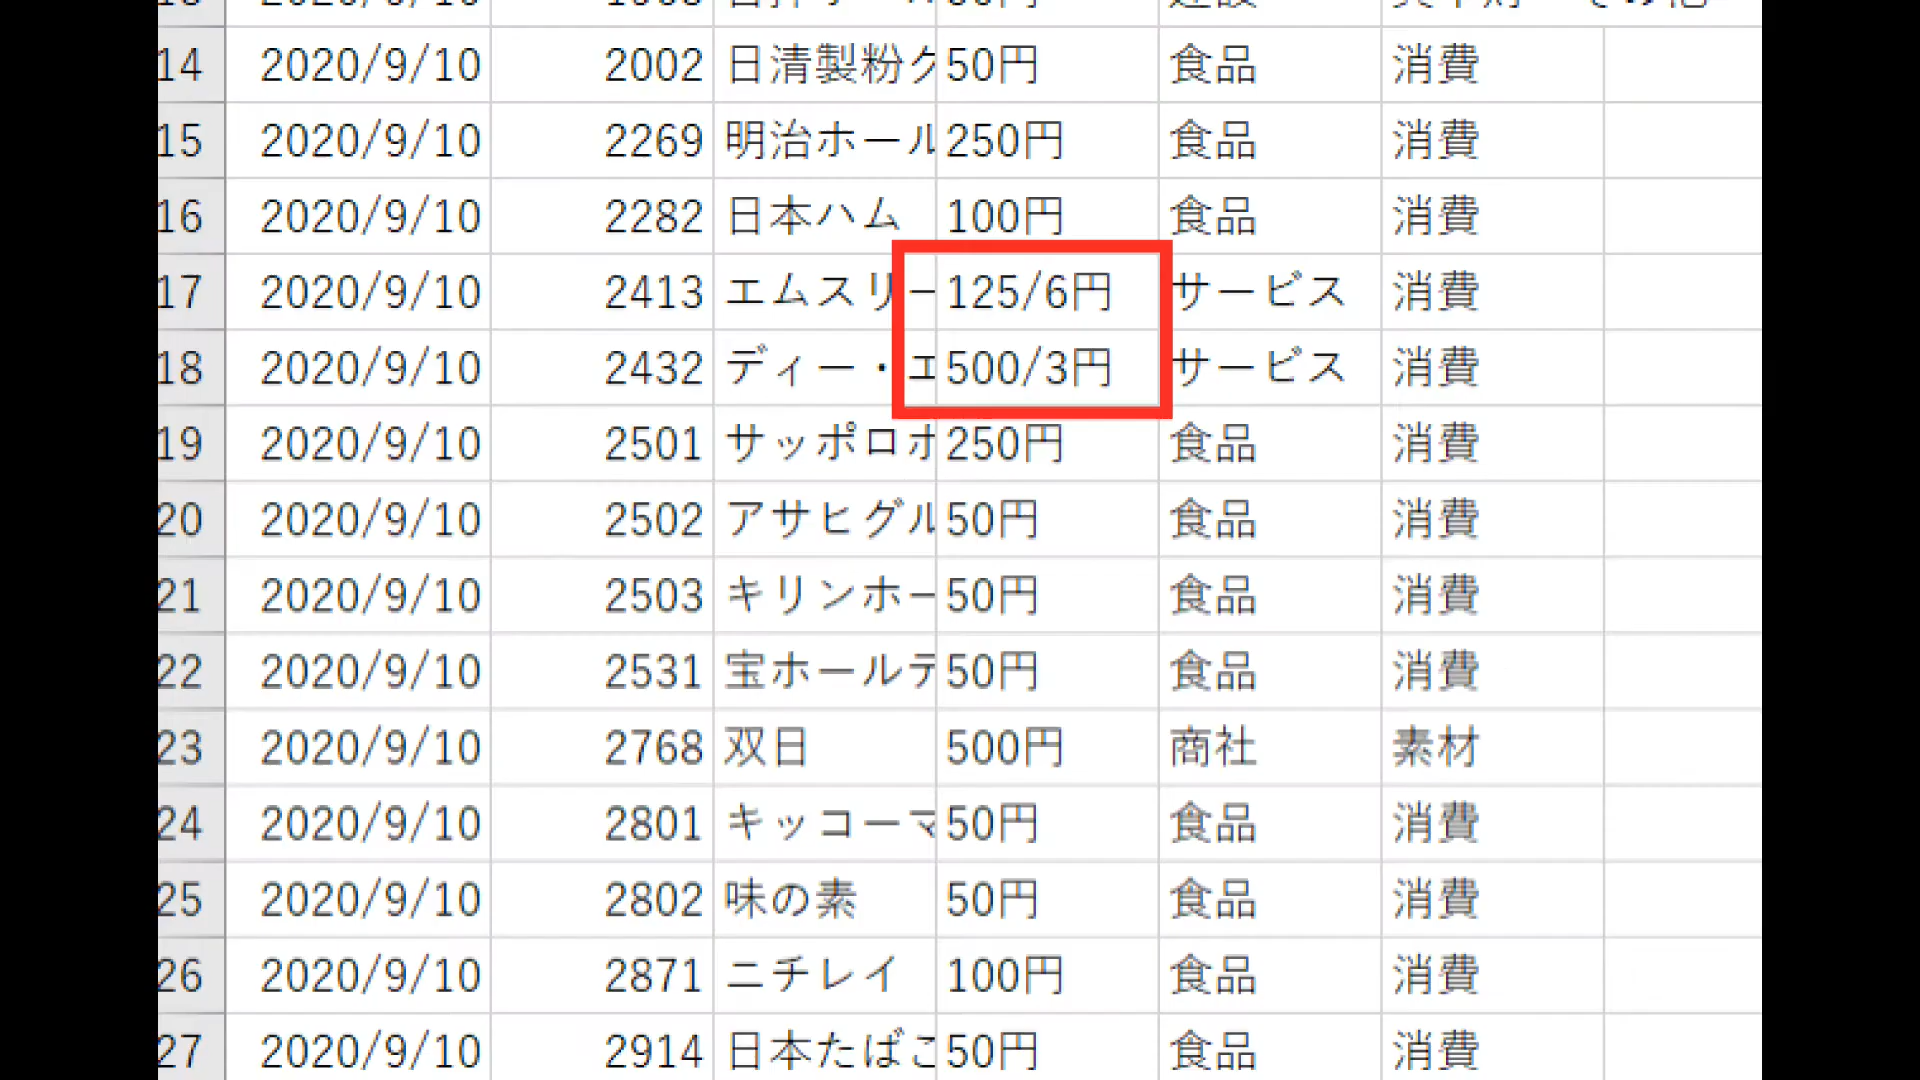 14 2020/9/10 2002 日清製粉グ 50円 食品 消費
15 2020/9/10 2269 明治ホール 250円 食品 消費
16 2020/9/10 2282 日本ハム 100円 食品 消費
17 2020/9/10 2413 エムスリー 125/6円 サービス 消費
18 2020/9/10 2432 ディー・エ 500/3円 サービス 消費
19 2020/9/10 2501 サッポロホ 250円 食品 消費
20 2020/9/10 2502 アサヒグル 50円 食品 消費
21 2020/9/10 2503 キリンホー 50円 食品 消費
22 2020/9/10 2531 宝ホールデ 50円 食品 消費
23 2020/9/10 2768 双日 500円 商社 素材
24 2020/9/10 2801 キッコーマ 50円 食品 消費
25 2020/9/10 2802 味の素 50円 食品 消費
26 2020/9/10 2871 ニチレイ 100円 食品 消費
27 2020/9/10 2914 日本たばこ 50円 食品 消費